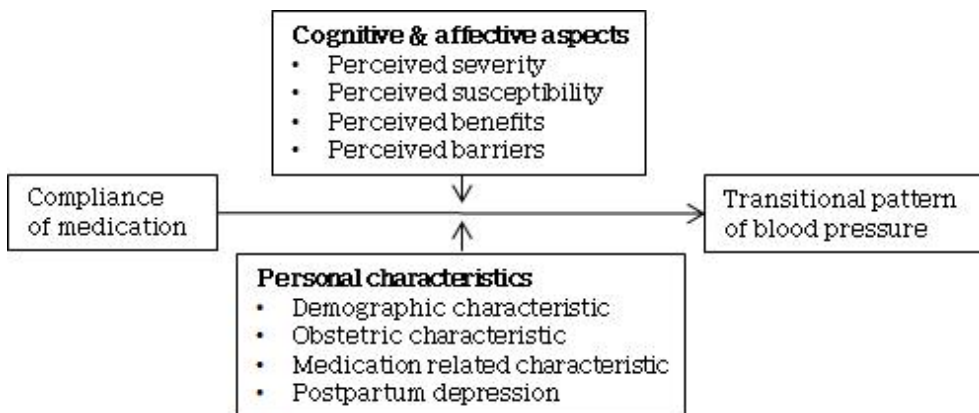 Cognitive & affective aspects
• Perceived severity
• Perceived susceptibility
• Perceived benefits
• Perceived barriers
Compliance
of medication
Transitional pattern
of blood pressure
Personal characteristics
• Demographic characteristic
• Obstetric characteristic
• Medication related characteristic
• Postpartum depression